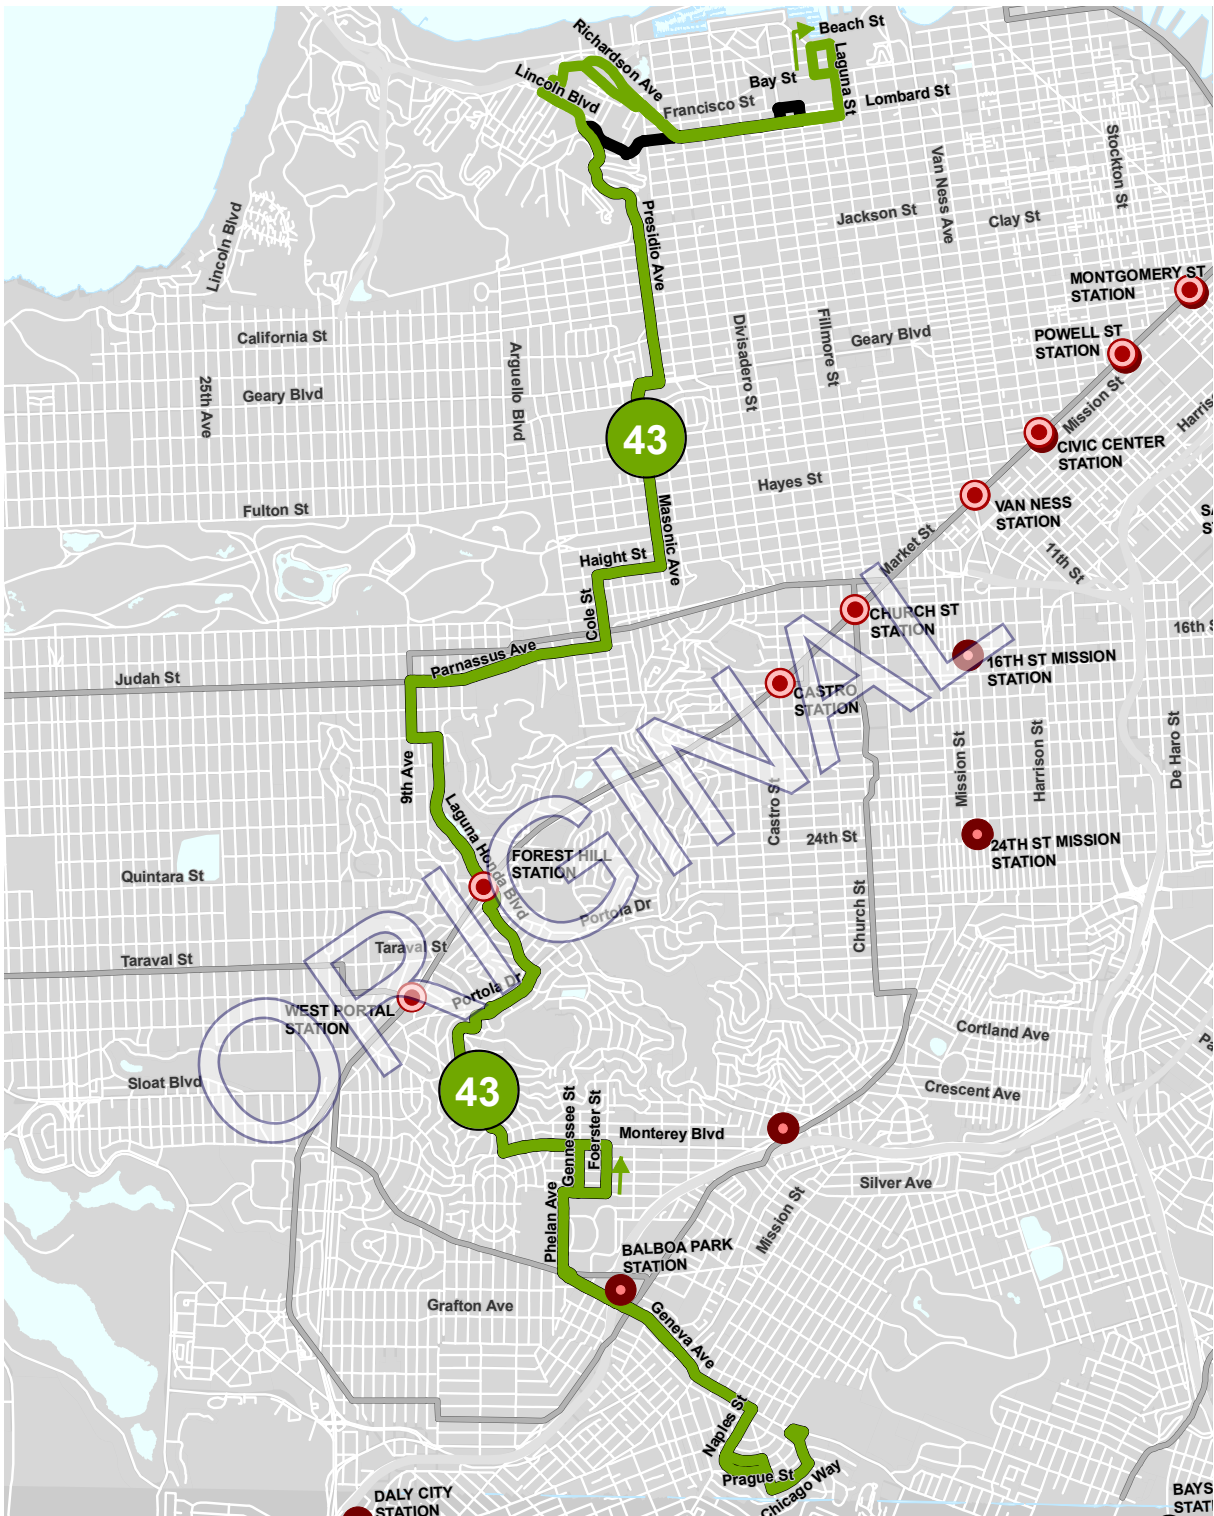 Beach St
Richardson Ave
Laguna St
Lincoln Blvd
Bay St
Francisco St
Lombard St
Stockton St
Van Ness Ave
Jackson St
Clay St
Presidio Ave
Lincoln Blvd
MONTGOMERY ST
STATION
California St
Divisadero St
Fillmore St
Geary Blvd
POWELL ST
STATION
Arguello Blvd
25th Ave
Geary Blvd
Mission St
Harris
43
CIVIC CENTER
STATION
Hayes St
Fulton St
Masonic Ave
VAN NESS
STATION
SA
ST
Market St
11th St
Haight St
Cole St
CHURCH ST
STATION
16th S
Parnassus Ave
16TH ST MISSION
STATION
Judah St
CASTRO
STATION
ORIGINAL
9th Ave
Mission St
Harrison St
De Haro St
Castro St
Laguna Honda Blvd
24th St
24TH ST MISSION
STATION
FOREST HILL
STATION
Quintara St
Portola Dr
Church St
Taraval St
Taraval St
Portola Dr
WEST PORTAL
STATION
Cortland Ave
Pa
Sloat Blvd
43
Crescent Ave
Gennessee St
Foerster St
Monterey Blvd
Silver Ave
Phelan Ave
Mission St
BALBOA PARK
STATION
Grafton Ave
Geneva Ave
Naples St
Prague St
Chicago Way
DALY CITY
STATION
BAYS
STATI